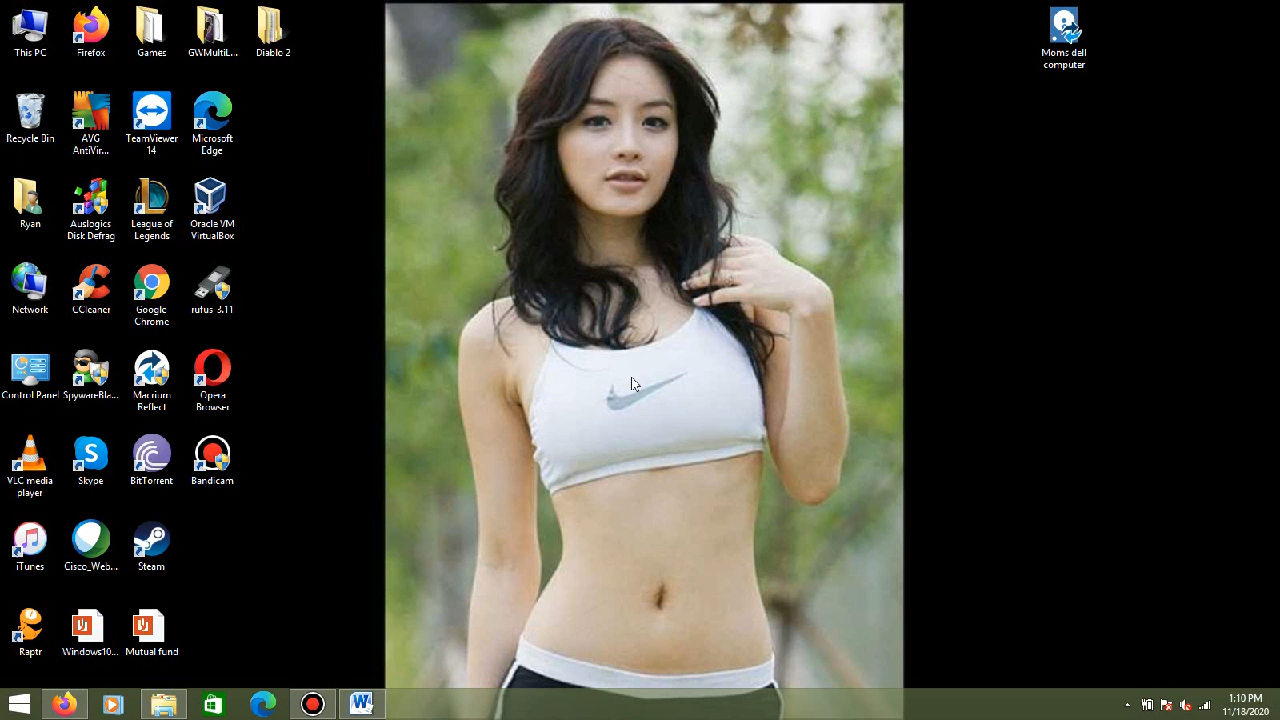 This PC
Firefox
Games
GWMultiL...
Diablo 2
Moms dell
computer
Recycle Bin
AVG
AntiVir...
TeamViewer
14
Microsoft
Edge
Ryan
Auslogics
Disk Defrag
League of
Legends
Oracle VM
VirtualBox
Network
CCleaner
Google
Chrome
rufus-3.11
Control Panel
SpywareBla...
Macrium
Reflect
Opera
Browser
VLC media
player
Skype
BitTorrent
Bandicam
iTunes
Cisco_Web...
Steam
Raptr
Windows10...
Mutual fund
1:10 PM
11/18/2020